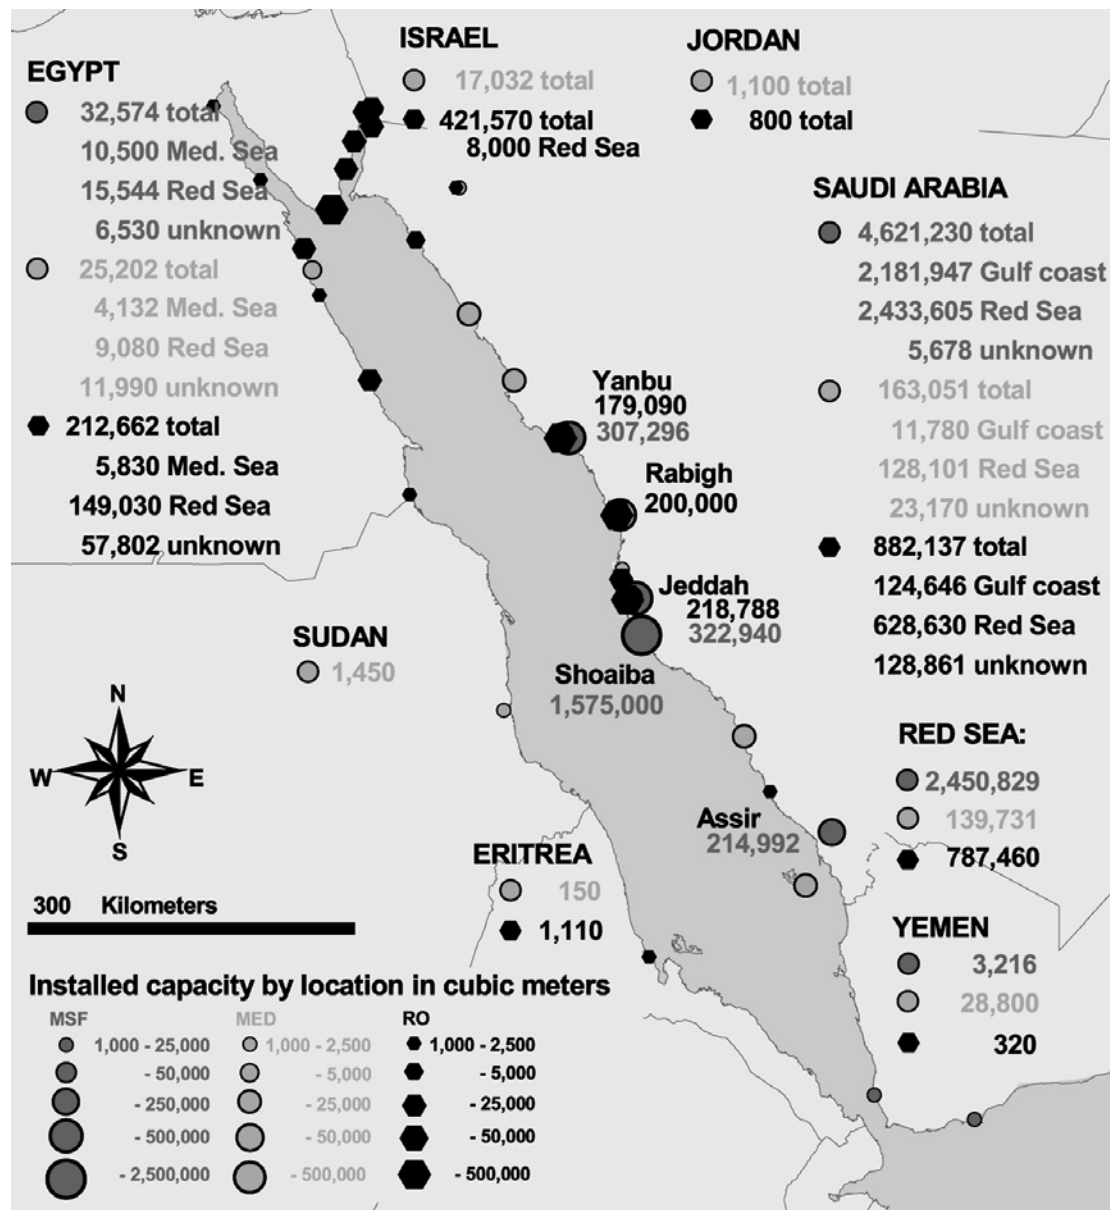 EGYPT
32,574 total
10,500 Med. Sea
15,544 Red Sea
6,530 unknown
25,202 total
4,132 Med. Sea
9,080 Red Sea
11,990 unknown
212,662 total
5,830 Med. Sea
149,030 Red Sea
57,802 unknown
ISRAEL
17,032 total
421,570 total
8,000 Red Sea
JORDAN
1,100 total
800 total
SAUDI ARABIA
4,621,230 total
2,181,947 Gulf coast
2,433,605 Red Sea
5,678 unknown
163,051 total
11,780 Gulf coast
128,101 Red Sea
23,170 unknown
882,137 total
124,646 Gulf coast
628,630 Red Sea
128,861 unknown
Yanbu
179,090
307,296
Rabigh
200,000
Jeddah
218,788
322,940
Shoaiba
1,575,000
SUDAN
1,450
N
W E
S
RED SEA:
2,450,829
139,731
787,460
Assir
214,992
ERITREA
150
1,110
YEMEN
3,216
28,800
320
300 Kilometers
Installed capacity by location in cubic meters
MSF
1,000 - 25,000
- 50,000
- 250,000
- 500,000
- 2,500,000
MED
1,000 - 2,500
- 5,000
- 25,000
- 50,000
- 500,000
RO
1,000 - 2,500
- 5,000
- 25,000
- 50,000
- 500,000